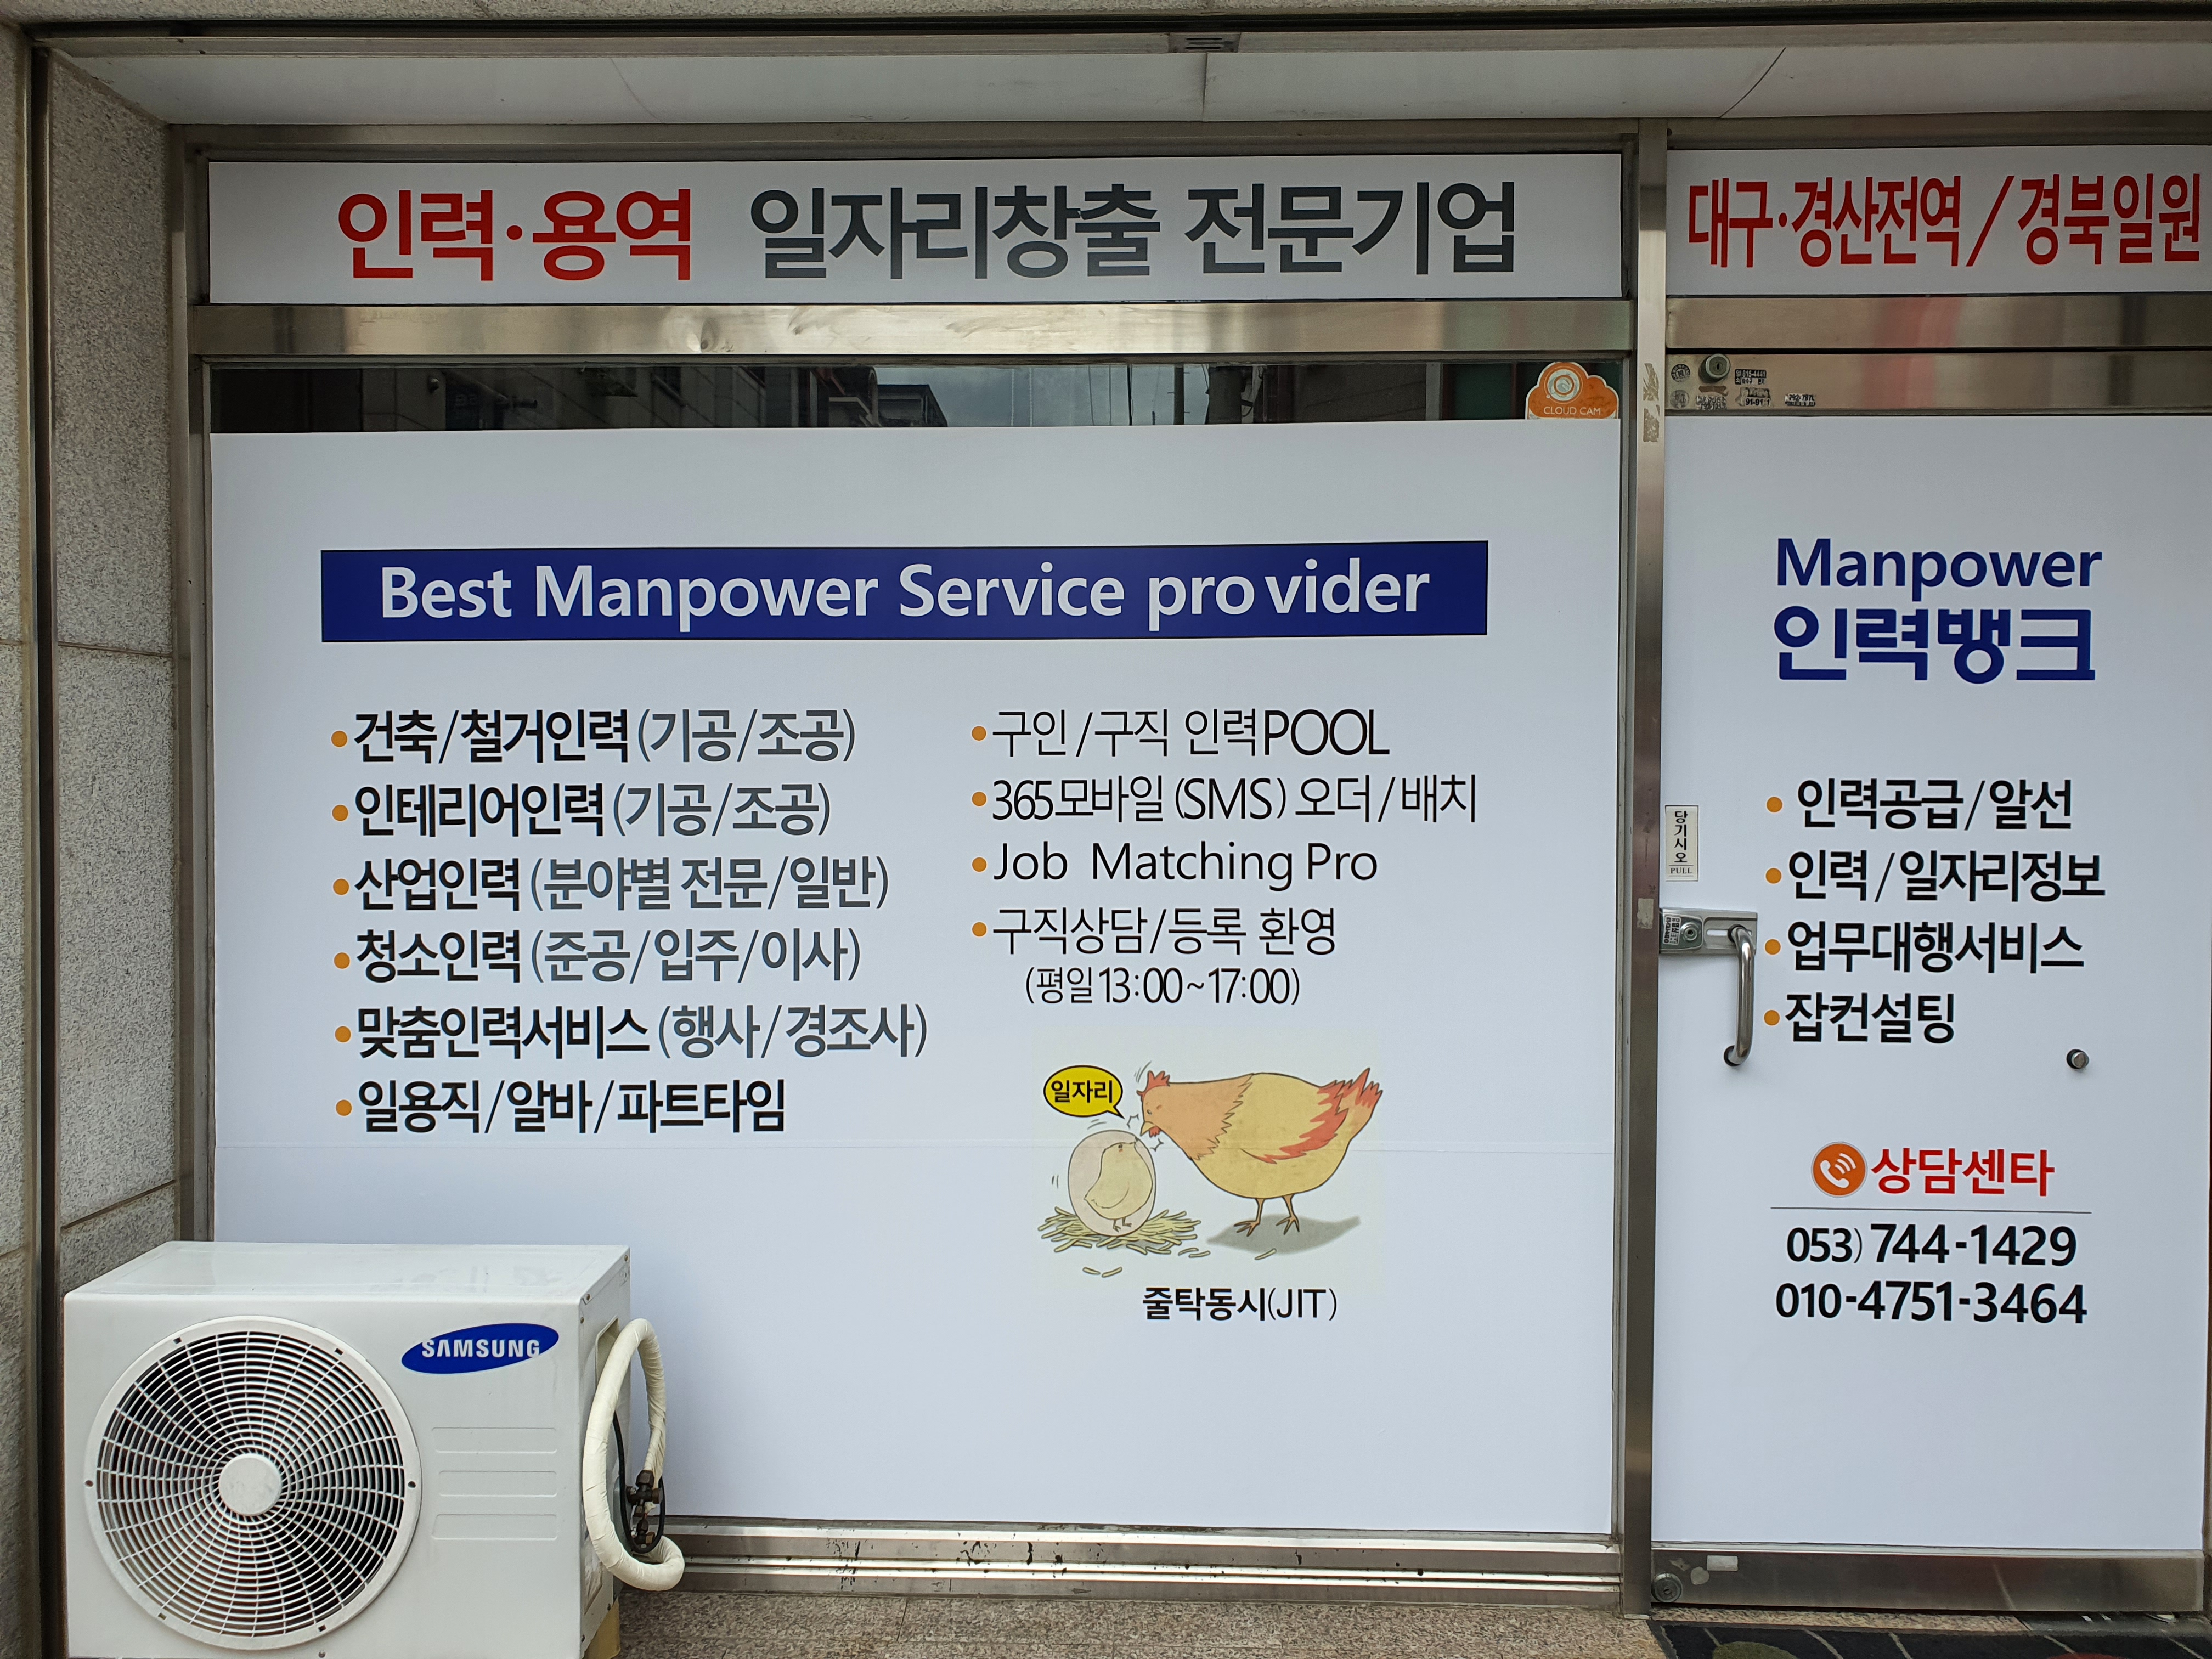 인력·용역 일자리창출 전문기업
대구·경산전역/경북일원
CLOUD CAM
Best Manpower Service provider
•건축/철거인력(기공/조공)
•인테리어인력(기공/조공)
•산업인력(분야별 전문/일반)
•청소인력(준공/입주/이사)
•맞춤인력서비스(행사/경조사)
•일용직/알바/파트타임
•구인/구직 인력POOL
•365모바일(SMS) 오더/배치
•Job Matching Pro
•구직상담/등록 환영
(평일13:00~17:00)
일자리
줄탁동시(JIT)
SAMSUNG
당기시오
PULL
Manpower
인력뱅크
•인력공급/알선
•인력/일자리정보
•업무대행서비스
•잡컨설팅
상담센타
053)744-1429
010-4751-3464